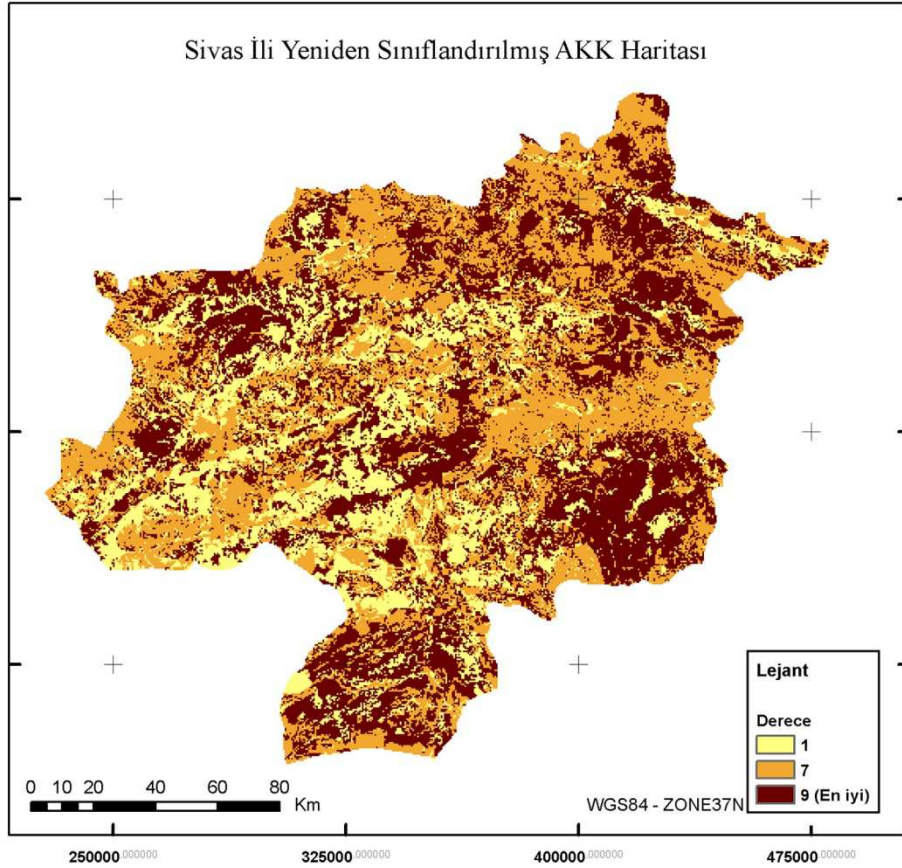 Sivas İli Yeniden Sınıflandırılmış AKK Haritası
Lejant
Derece
1
7
9 (En iyi)
0 10 20 40 60 80
Km
WGS84 - ZONE37N
250000.000000 325000.000000 400000.000000 475000.000000